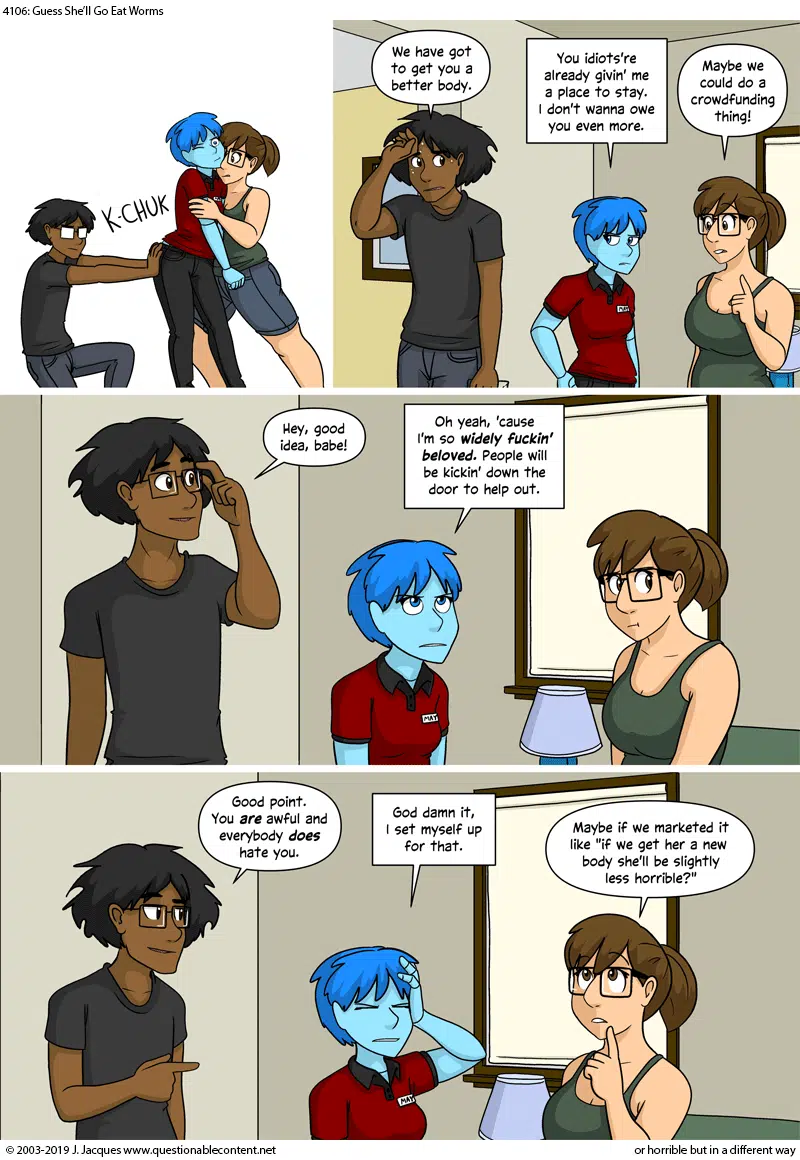 4106: Guess She'll Go Eat Worms
K-CHUK
We have got
to get you a
better body.
You idiots're
already givin' me
a place to stay.
I don't wanna owe
you even more.
Maybe we
could do a
crowdfunding
thing!
MAY
Hey, good
idea, babe!
Oh yeah, 'cause
I'm so widely fuckin'
beloved. People will
be kickin' down the
door to help out.
MAY
Good point.
You are awful and
everybody does
hate you.
God damn it,
I set myself up
for that.
Maybe if we marketed it
like "if we get her a new
body she'll be slightly
less horrible?"
MAY
© 2003-2019 J. Jacques www.questionablecontent.net
or horrible but in a different way